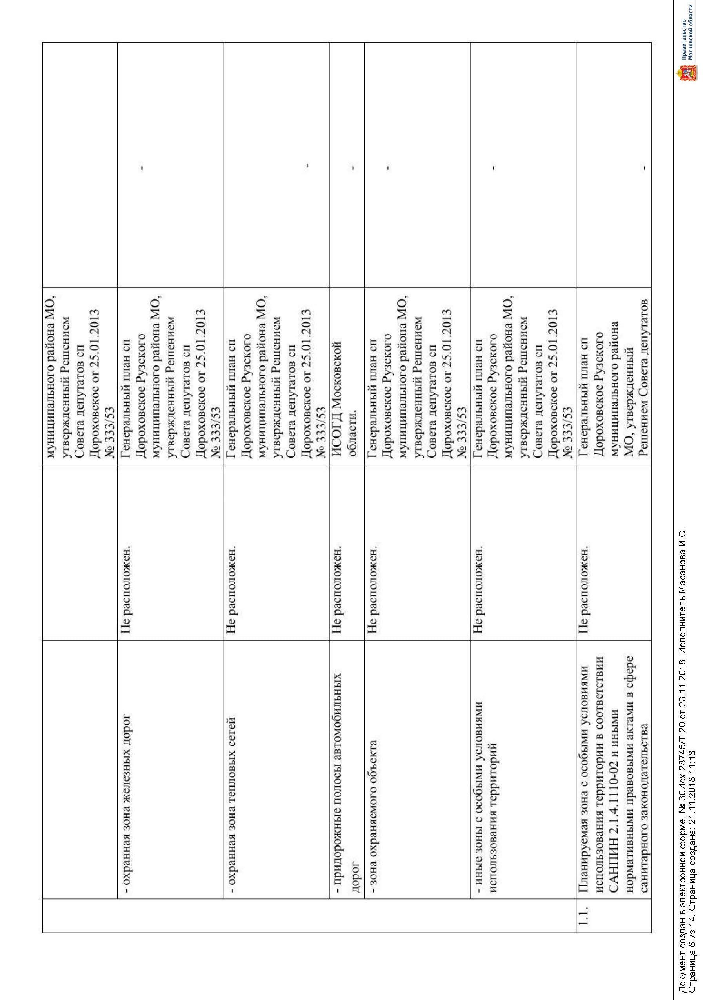 муниципального района МО,
утвержденный Решением
Совета депутатов сп
Дороховское от 25.01.2013
№ 333/53
- охранная зона железных дорог
Не расположен.
Генеральный план сп
Дороховское Рузского
муниципального района МО,
утвержденный Решением
Совета депутатов сп
Дороховское от 25.01.2013
№ 333/53
-
- охранная зона тепловых сетей
Не расположен.
Генеральный план сп
Дороховское Рузского
муниципального района МО,
утвержденный Решением
Совета депутатов сп
Дороховское от 25.01.2013
№ 333/53
-
- придорожные полосы автомобильных
дорог
Не расположен.
ИСОГД Московской
области.
-
- зона охраняемого объекта
Не расположен.
Генеральный план сп
Дороховское Рузского
муниципального района МО,
утвержденный Решением
Совета депутатов сп
Дороховское от 25.01.2013
№ 333/53
-
- иные зоны с особыми условиями
использования территорий
Не расположен.
Генеральный план сп
Дороховское Рузского
муниципального района МО,
утвержденный Решением
Совета депутатов сп
Дороховское от 25.01.2013
№ 333/53
-
1.1.
Планируемая зона с особыми условиями
использования территории в соответствии
САНПИН 2.1.4.1110-02 и иными
нормативными правовыми актами в сфере
санитарного законодательства
Не расположен.
Генеральный план сп
Дороховское Рузского
муниципального района
МО, утвержденный
Решением Совета депутатов
-
Документ создан в электронной форме. № 30Исх-28745/Т-20 от 23.11.2018. Исполнитель:Масанова И.С.
Страница 6 из 14. Страница создана: 21.11.2018 11:18
Правительство
Московской области